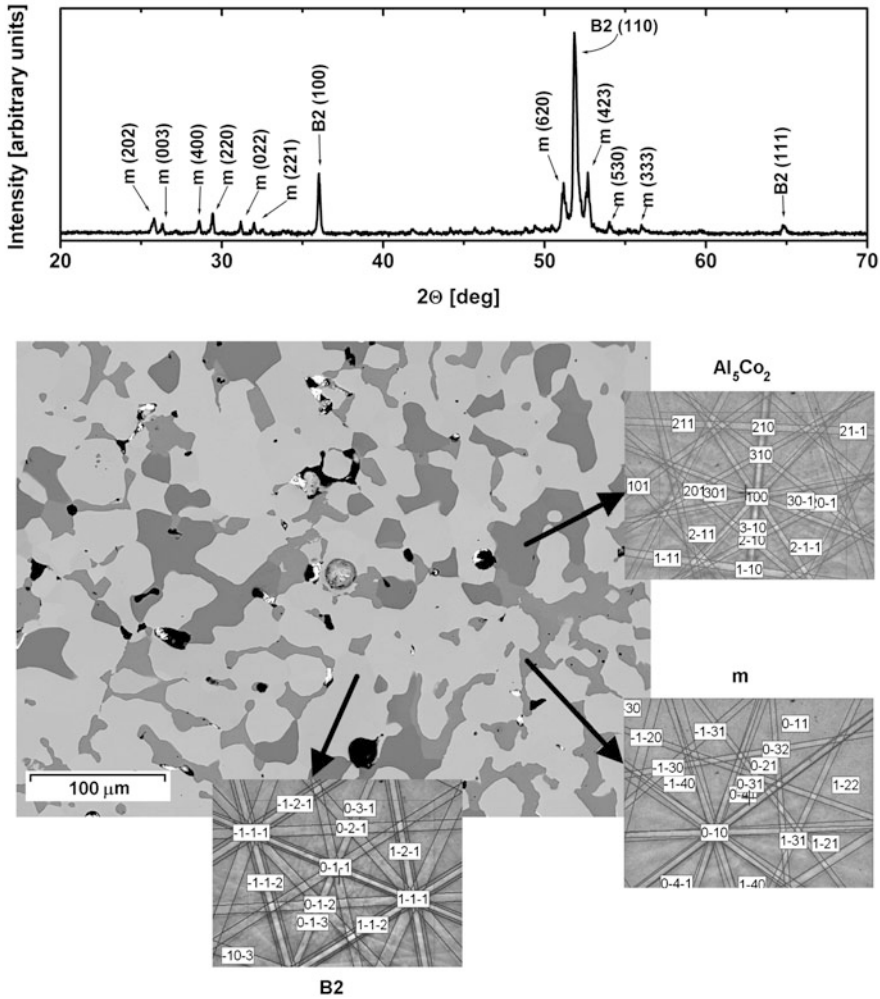 Intensity [arbitrary units]
m (202)
m (003)
m (400)
m (220)
m (022)
m (221)
B2 (100)
m (620)
B2 (110)
m (423)
m (530)
m (333)
B2 (111)
20 30 40 50 60 70
2Θ [deg]
Al₅Co₂
211 210 21-1
310
101 201 301 100 30-1 20-1
3-10
2-11 2-10 2-1-1
1-11 1-10
m
30 -1-31 0-11
-1-20 0-32
-1-30 0-21
-1-40 0-31 1-22
0-10 1-31 1-21
0-4-1 1-40
100 µm
-1-2-1 0-3-1
-1-1-1 0-2-1
1-2-1
0-1-1
-1-1-2
0-1-2 1-1-1
0-1-3 1-1-2
-10-3
B2